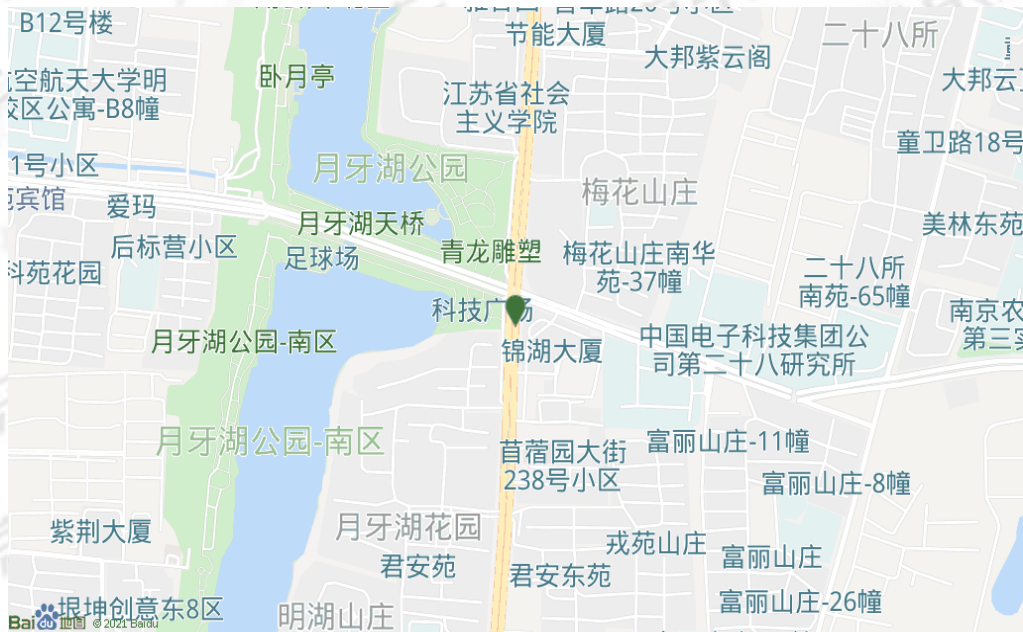 B12号楼
节能大厦
二十八所
大邦紫云阁
空航天大学明
校区公寓-B8幢
卧月亭
江苏省社会
主义学院
大邦云
童卫路18号
1号小区
月牙湖公园
宾馆
爱玛
梅花山庄
月牙湖天桥
美林东苑
后标营小区
足球场
青龙雕塑
梅花山庄南华
苑-37幢
科苑花园
二十八所
南苑-65幢
科技广场
南京农
第三实
月牙湖公园-南区
锦湖大厦
中国电子科技集团公
司第二十八研究所
月牙湖公园-南区
苜蓿园大街
238号小区
富丽山庄-11幢
富丽山庄-8幢
紫荆大厦
月牙湖花园
戎苑山庄
富丽山庄
君安苑
君安东苑
垠坤创意东8区
明湖山庄
富丽山庄-26幢
Bai du 地图 © 2021 Baidu